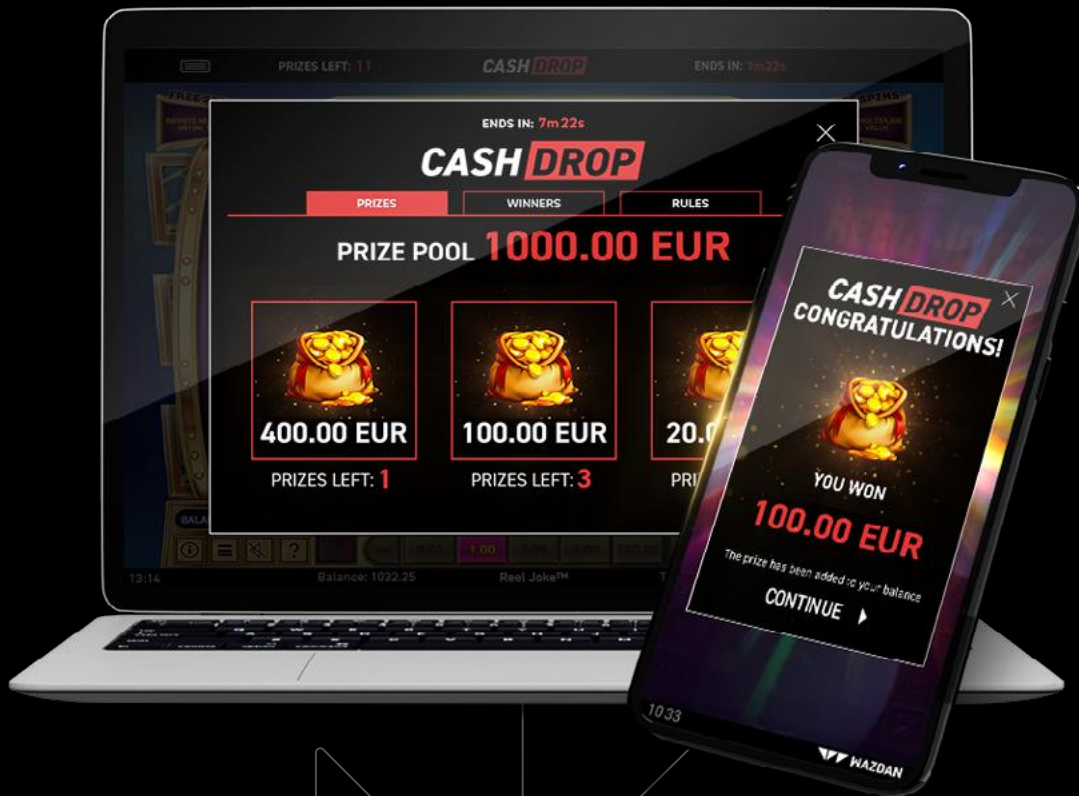 PRIZES LEFT: 11
CASH DROP
ENDS IN: 7m22s
ENDS IN: 7m22s
CASH DROP
PRIZES
WINNERS
RULES
PRIZE POOL 1000.00 EUR
400.00 EUR
100.00 EUR
PRIZES LEFT: 1
PRIZES LEFT: 3
1.00
13:14
Balance: 1032.25
Reel Joke™
CASH DROP
CONGRATULATIONS!
YOU WON
100.00 EUR
The prize has been added to your balance
CONTINUE
10:33
WAZDAN